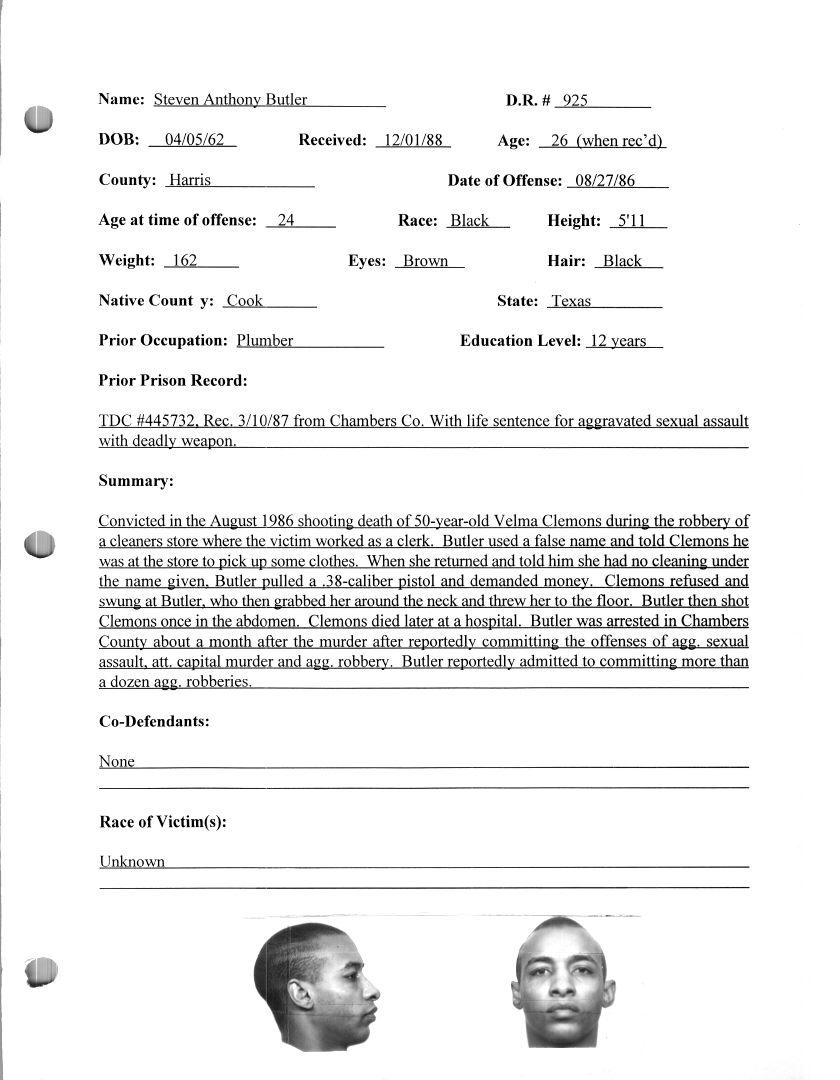 Name: Steven Anthony Butler D.R. # 925
DOB: 04/05/62 Received: 12/01/88 Age: 26 (when rec'd)
County: Harris Date of Offense: 08/27/86
Age at time of offense: 24 Race: Black Height: 5'11
Weight: 162 Eyes: Brown Hair: Black
Native Count y: Cook State: Texas
Prior Occupation: Plumber Education Level: 12 years
Prior Prison Record:
TDC #445732, Rec. 3/10/87 from Chambers Co. With life sentence for aggravated sexual assault
with deadly weapon.
Summary:
Convicted in the August 1986 shooting death of 50-year-old Velma Clemons during the robbery of
a cleaners store where the victim worked as a clerk. Butler used a false name and told Clemons he
was at the store to pick up some clothes. When she returned and told him she had no cleaning under
the name given, Butler pulled a .38-caliber pistol and demanded money. Clemons refused and
swung at Butler, who then grabbed her around the neck and threw her to the floor. Butler then shot
Clemons once in the abdomen. Clemons died later at a hospital. Butler was arrested in Chambers
County about a month after the murder after reportedly committing the offenses of agg. sexual
assault, att. capital murder and agg. robbery. Butler reportedly admitted to committing more than
a dozen agg. robberies.
Co-Defendants:
None
Race of Victim(s):
Unknown